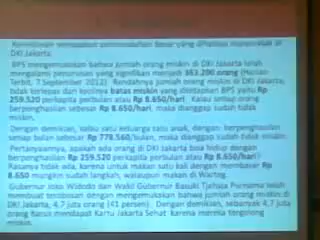 Kemiskinan merupakan permasalahan besar yang dihadapi masyarakat di
DKI Jakarta.
BPS mengemukakan bahwa jumlah orang miskin di DKI Jakarta telah
mengalami penurunan yang signifikan menjadi 363.200 orang (Harian
Terbit, 7 September 2012). Rendahnya jumlah orang miskin di DKI Jakarta,
tidak terlepas dari kecilnya batas miskin yang ditetapkan BPS yaitu Rp
259.520 perkapita perbulan atau Rp 8.650/hari. Kalau setiap orang
berpenghasilan sebesar Rp 8.650/hari, maka dianggap sudah tidak
miskin.
Dengan demikian, kalau satu keluarga satu anak, dengan berpenghasilan
setiap bulan sebesar Rp 778.560/bulan, maka dianggap sudah tidak miskin.
Pertanyaannya, apakah ada orang di DKI Jakarta bisa hidup dengan
berpenghasilan Rp 259.520 perkapita perbulan atau Rp 8.650/hari?
Rasanya tidak ada, karena untuk makan satu kali dengan membayar Rp
8.650 mungkin sudah langkah, walaupun makan di Warteg.
Gubernur Joko Widodo dan Wakil Gubernur Basuki Tjahaja Purnama telah
membuat terobosan dengan mengemukakan bahwa jumlah orang miskin di
DKI Jakarta, 4,7 juta orang (41 persen). Dengan demikian, sebanyak 4,7 juta
orang harus mendapat Kartu Jakarta Sehat karena mereka tergolong
miskin.